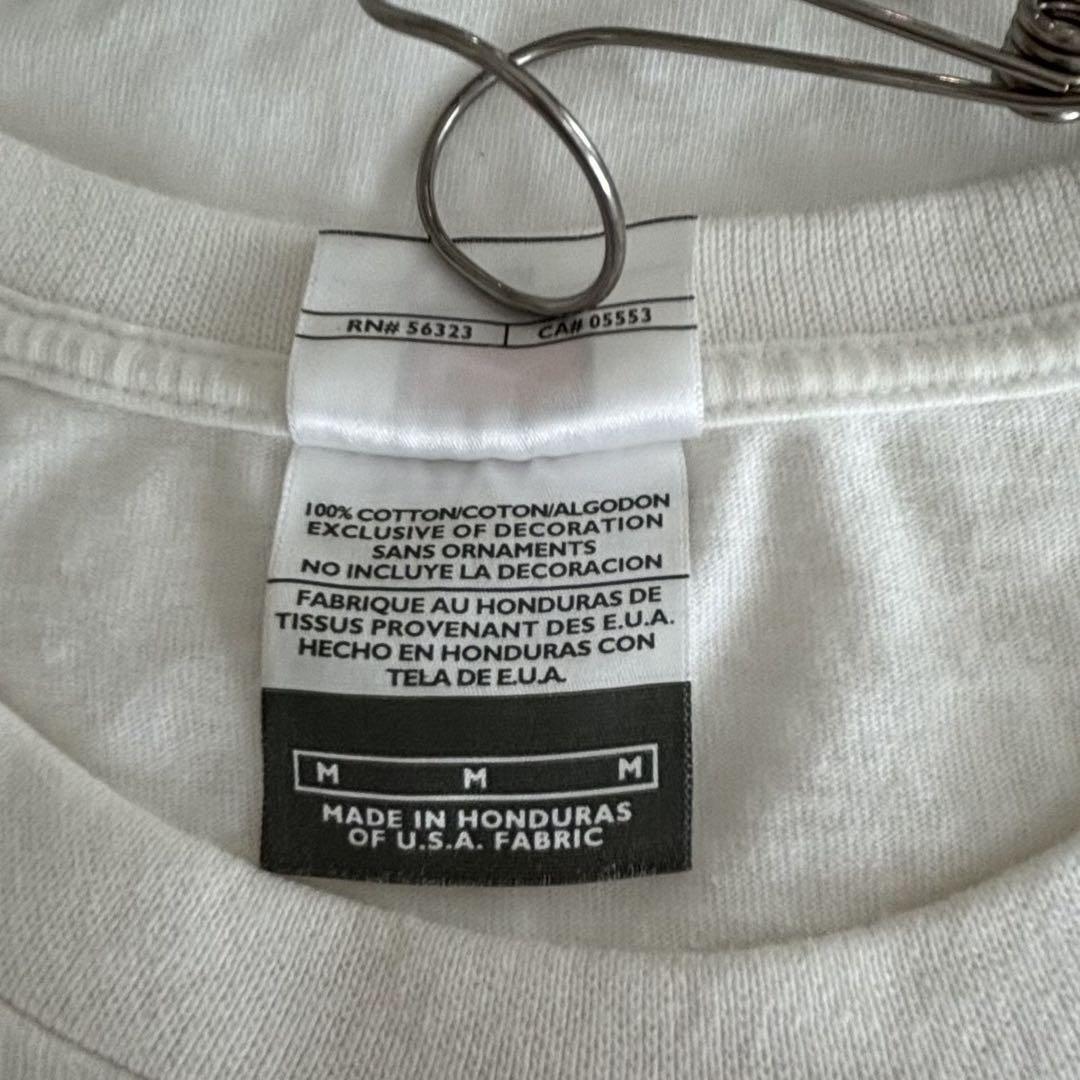 RN# 56323 CA# 05553
100% COTTON/COTON/ALGODON
EXCLUSIVE OF DECORATION
SANS ORNAMENTS
NO INCLUYE LA DECORACION
FABRIQUE AU HONDURAS DE
TISSUS PROVENANT DES E.U.A.
HECHO EN HONDURAS CON
TELA DE E.U.A.
M M M
MADE IN HONDURAS
OF U.S.A. FABRIC